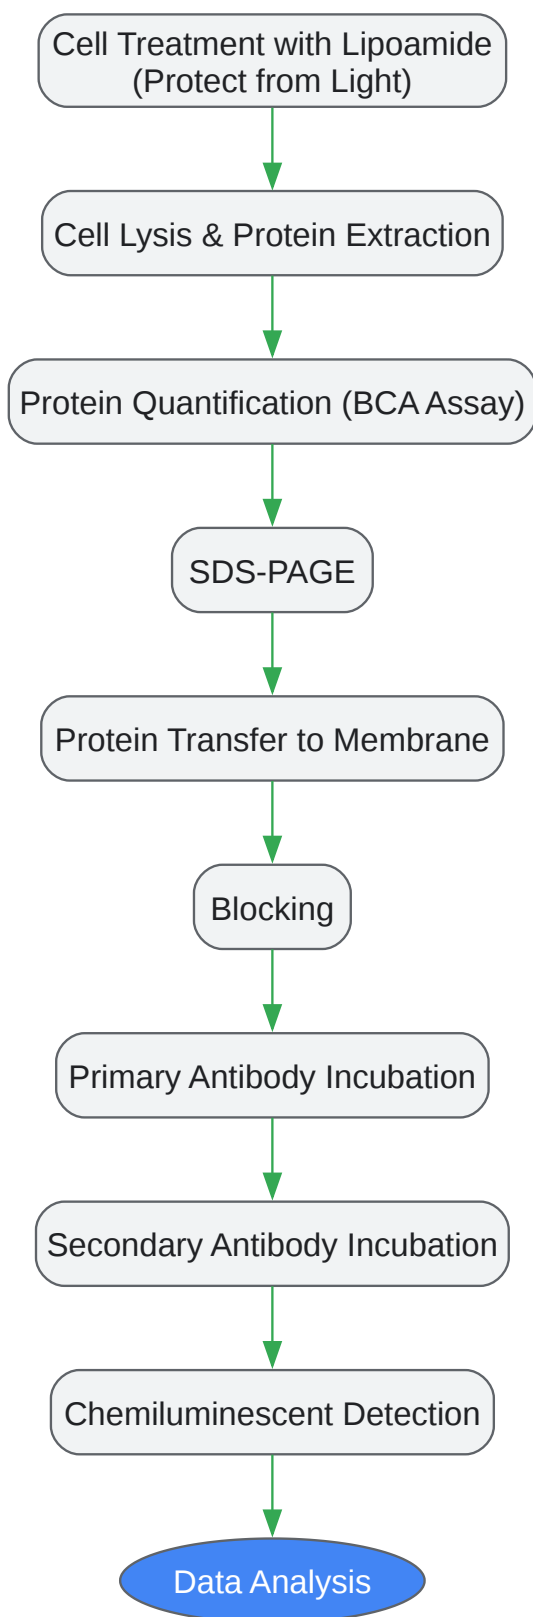 Cell Treatment with Lipoamide
(Protect from Light)
Cell Lysis & Protein Extraction
Protein Quantification (BCA Assay)
SDS-PAGE
Protein Transfer to Membrane
Blocking
Primary Antibody Incubation
Secondary Antibody Incubation
Chemiluminescent Detection
Data Analysis